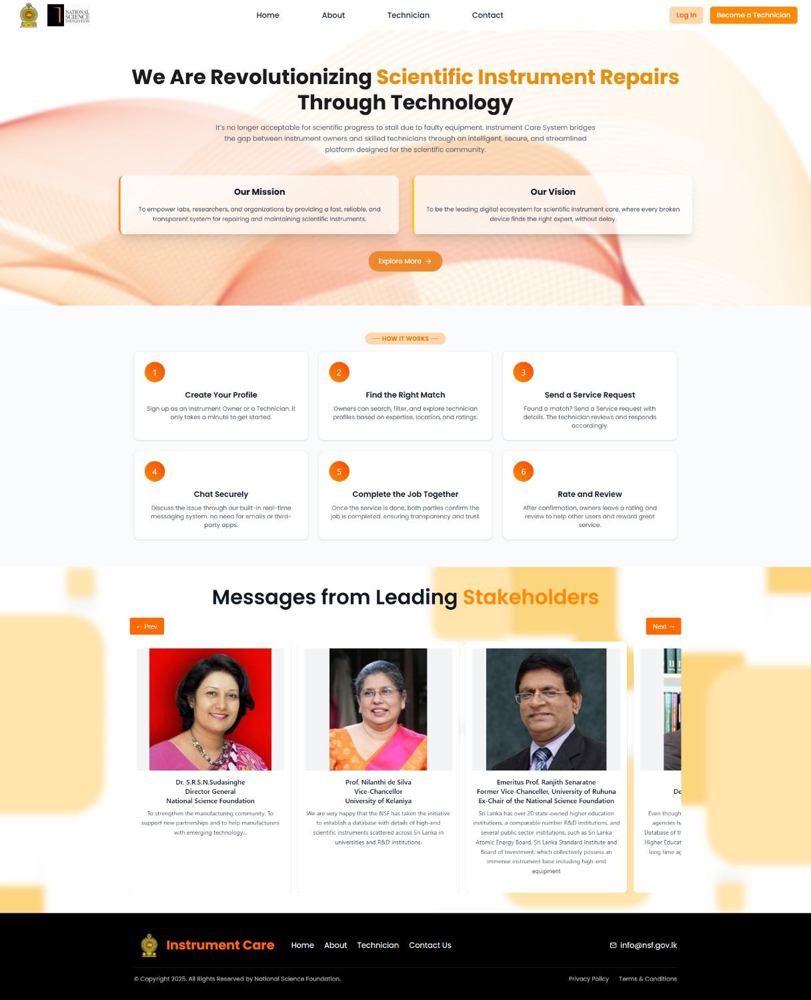 NATIONAL
SCIENCE
FOUNDATION
Home
About
Technician
Contact
Log In
Become a Technician
We Are Revolutionizing Scientific Instrument Repairs
Through Technology
It's no longer acceptable for scientific progress to stall due to faulty equipment. Instrument Care System bridges
the gap between instrument owners and skilled technicians through an intelligent, secure, and streamlined
platform designed for the scientific community.
Our Mission
To empower labs, researchers, and organizations by providing a fast, reliable, and
transparent system for repairing and maintaining scientific instruments.
Our Vision
To be the leading digital ecosystem for scientific instrument care, where every broken
device finds the right expert, without delay.
Explore More →
HOW IT WORKS
1
Create Your Profile
Sign up as an Instrument Owner or a Technician. it
only takes a minute to get started.
2
Find the Right Match
Owners can search, filter, and explore technician
profiles based on expertise, location, and ratings.
3
Send a Service Request
Found a match? Send a Service request with
details. The technician reviews and responds
accordingly.
4
Chat Securely
Discuss the issue through our built-in real-time
messaging system. no need for emails or third-
party apps.
5
Complete the Job Together
Once the service is done, both parties confirm the
job is completed. ensuring transparency and trust.
6
Rate and Review
After confirmation, owners leave a rating and
review to help other users and reward great
service.
Messages from Leading Stakeholders
← Prev
Next →
Dr. S.R.S.N.Sudasinghe
Director General
National Science Foundation
To strengthen the manufacturing community. To
support new partnerships and to help manufacturers
with emerging technology...
Prof. Nilanthi de Silva
Vice-Chancellor
University of Kelaniya
We are very happy that the NSF has taken the initiative
to establish a database with details of high-end
scientific instruments scattered across Sri Lanka in
universities and R&D institutions.
Emeritus Prof. Ranjith Senaratne
Former Vice-Chanceller, University of Ruhuna
Ex-Chair of the National Science Foundation
Sri Lanka has over 20 state-owned higher education
institutions, a comparable number R&D institutions, and
several public sector institutions, such as Sri Lanka
Atomic Energy Board, Sri Lanka Standard Institute and
Board of Investment, which collectively possess an
immense instrument base including high-end
equipment
De
Even though
agencies ha
Database of th
Higher Educat
long time ag
Instrument Care
Home
About
Technician
Contact Us
info@nsf.gov.lk
© Copyright 2025. All Rights Reserved by National Science Foundation.
Privacy Policy
Terms & Conditions